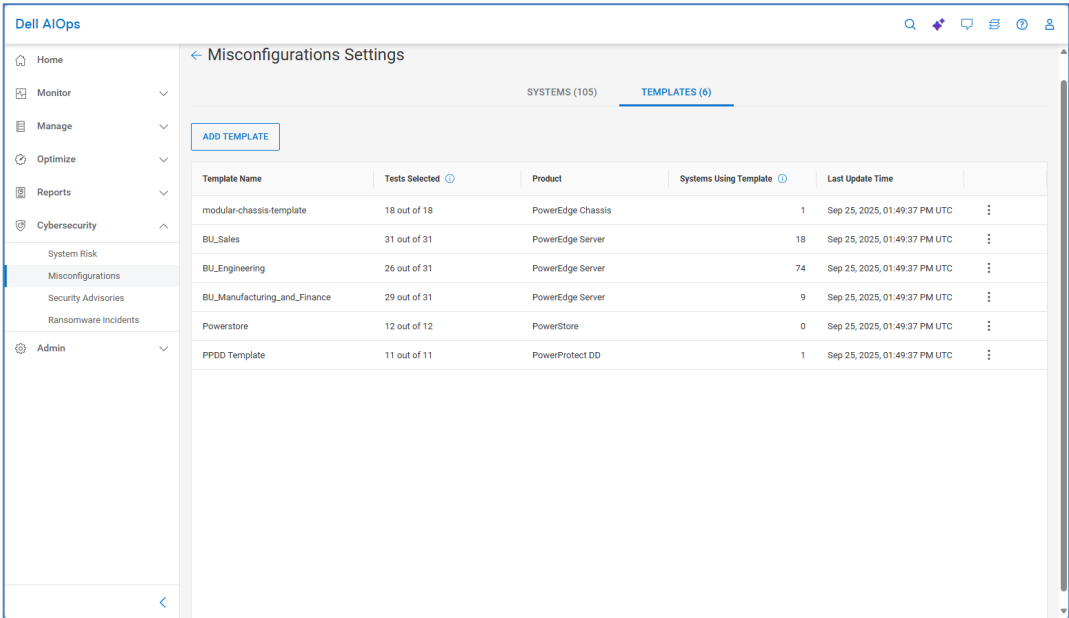 Dell AIOps
Home
Monitor
Manage
Optimize
Reports
Cybersecurity
System Risk
Misconfigurations
Security Advisories
Ransomware Incidents
Admin
← Misconfigurations Settings
SYSTEMS (105) TEMPLATES (6)
ADD TEMPLATE
Template Name Tests Selected Product Systems Using Template Last Update Time
modular-chassis-template 18 out of 18 PowerEdge Chassis 1 Sep 25, 2025, 01:49:37 PM UTC
BU_Sales 31 out of 31 PowerEdge Server 18 Sep 25, 2025, 01:49:37 PM UTC
BU_Engineering 26 out of 31 PowerEdge Server 74 Sep 25, 2025, 01:49:37 PM UTC
BU_Manufacturing_and_Finance 29 out of 31 PowerEdge Server 9 Sep 25, 2025, 01:49:37 PM UTC
Powerstore 12 out of 12 PowerStore 0 Sep 25, 2025, 01:49:37 PM UTC
PPDD Template 11 out of 11 PowerProtect DD 1 Sep 25, 2025, 01:49:37 PM UTC